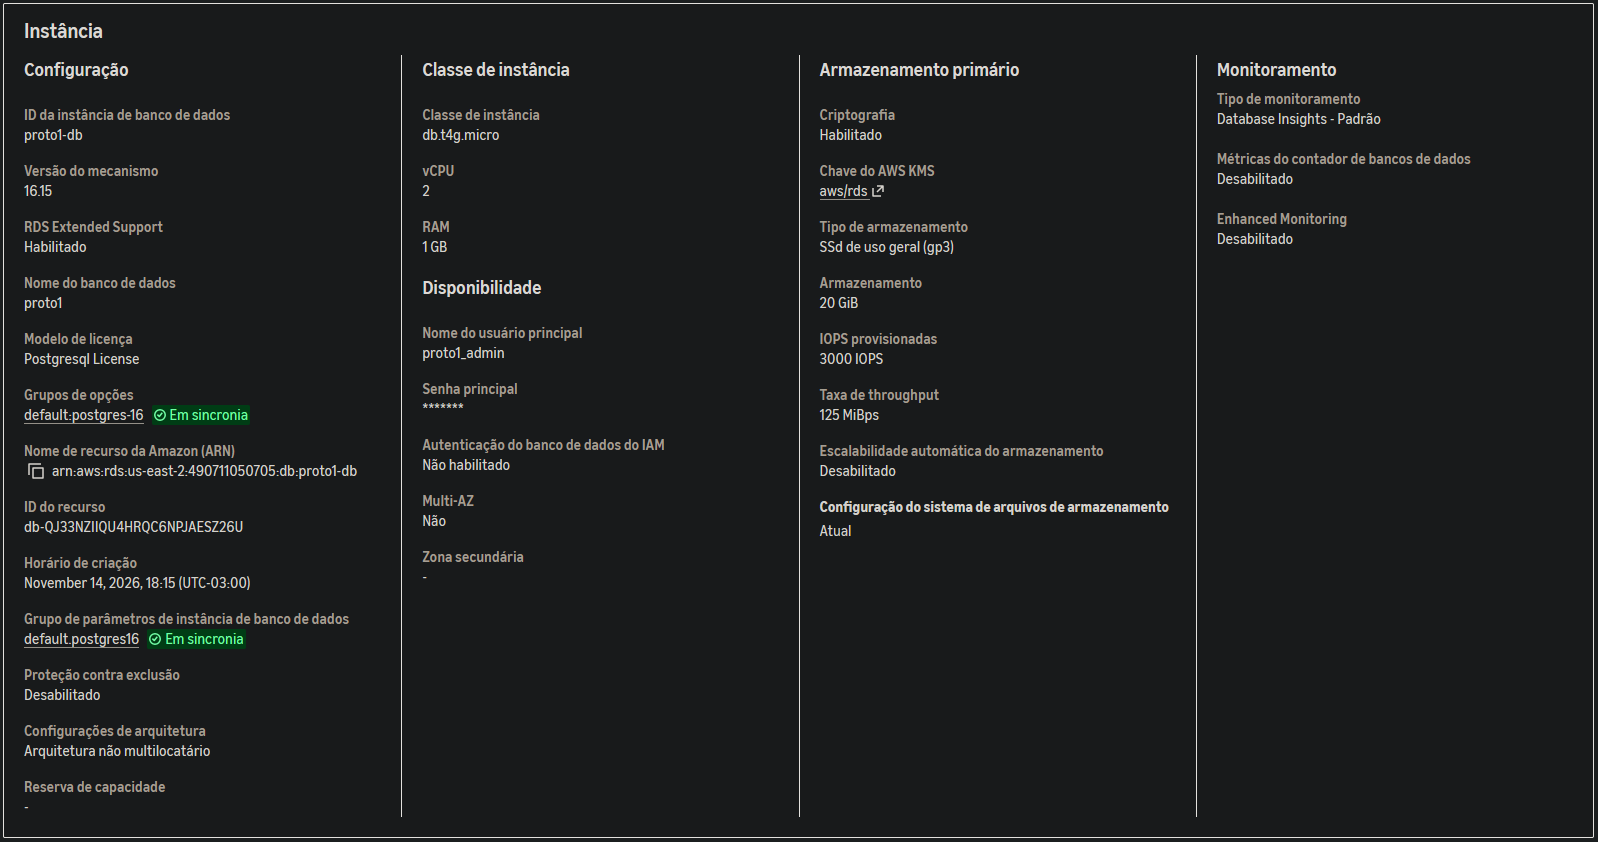 Instância
Configuração
ID da instância de banco de dados
proto1-db
Versão do mecanismo
16.15
RDS Extended Support
Habilitado
Nome do banco de dados
proto1
Modelo de licença
Postgresql License
Grupos de opções
default:postgres-16 Em sincronia
Nome de recurso da Amazon (ARN)
arn:aws:rds:us-east-2:490711050705:db:proto1-db
ID do recurso
db-QJ33NZIIQU4HRQC6NPJAESZ26U
Horário de criação
November 14, 2026, 18:15 (UTC-03:00)
Grupo de parâmetros de instância de banco de dados
default.postgres16 Em sincronia
Proteção contra exclusão
Desabilitado
Configurações de arquitetura
Arquitetura não multilocatário
Reserva de capacidade
-
Classe de instância
Classe de instância
db.t4g.micro
vCPU
2
RAM
1 GB
Disponibilidade
Nome do usuário principal
proto1_admin
Senha principal
*******
Autenticação do banco de dados do IAM
Não habilitado
Multi-AZ
Não
Zona secundária
-
Armazenamento primário
Criptografia
Habilitado
Chave do AWS KMS
aws/rds
Tipo de armazenamento
SSd de uso geral (gp3)
Armazenamento
20 GiB
IOPS provisionadas
3000 IOPS
Taxa de throughput
125 MiBps
Escalabilidade automática do armazenamento
Desabilitado
Configuração do sistema de arquivos de armazenamento
Atual
Monitoramento
Tipo de monitoramento
Database Insights - Padrão
Métricas do contador de bancos de dados
Desabilitado
Enhanced Monitoring
Desabilitado